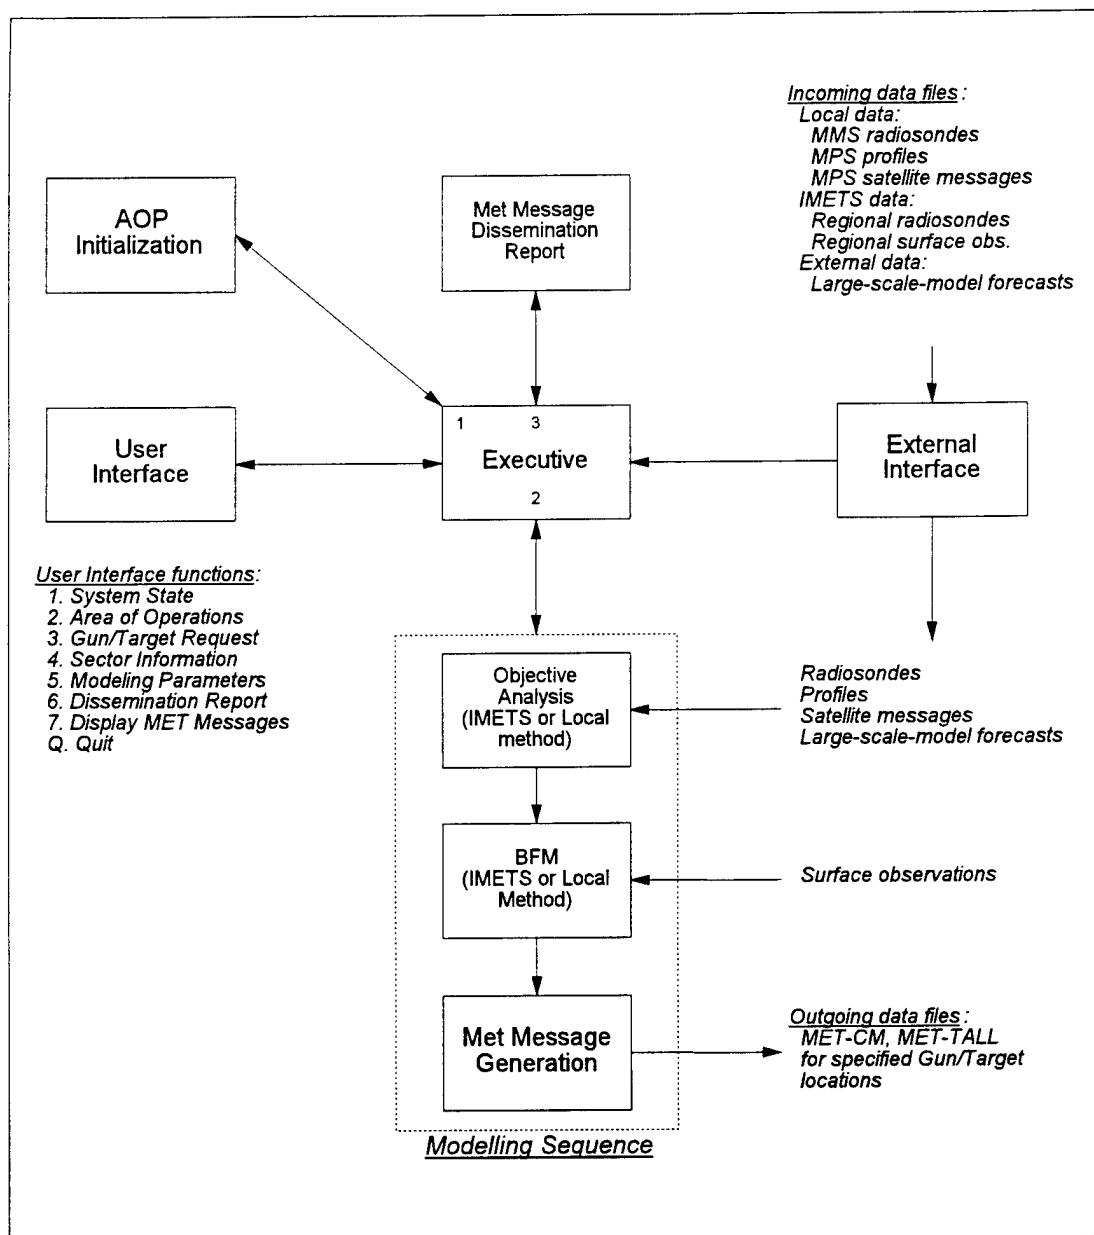 Incoming data files:
Local data:
MMS radiosondes
MPS profiles
MPS satellite messages
IMETS data:
Regional radiosondes
Regional surface obs.
External data:
Large-scale-model forecasts
AOP
Initialization
Met Message
Dissemination
Report
User
Interface
1
3
Executive
2
External
Interface
User Interface functions:
1. System State
2. Area of Operations
3. Gun/Target Request
4. Sector Information
5. Modeling Parameters
6. Dissemination Report
7. Display MET Messages
Q. Quit
Objective
Analysis
(IMETS or Local
method)
Radiosondes
Profiles
Satellite messages
Large-scale-model forecasts
BFM
(IMETS or Local
Method)
Surface observations
Met Message
Generation
Outgoing data files:
MET-CM, MET-TALL
for specified Gun/Target
locations
Modelling Sequence